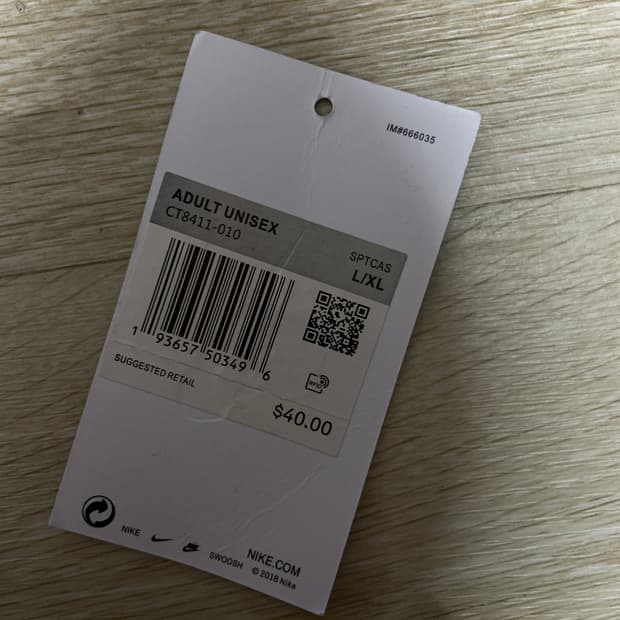 IM#666035
ADULT UNISEX
CT8411-010
SPTCAS
L/XL
1 93657 50349 6
RFID
SUGGESTED RETAIL
$40.00
NIKE
SWOOSH
NIKE.COM
© 2018 Nike